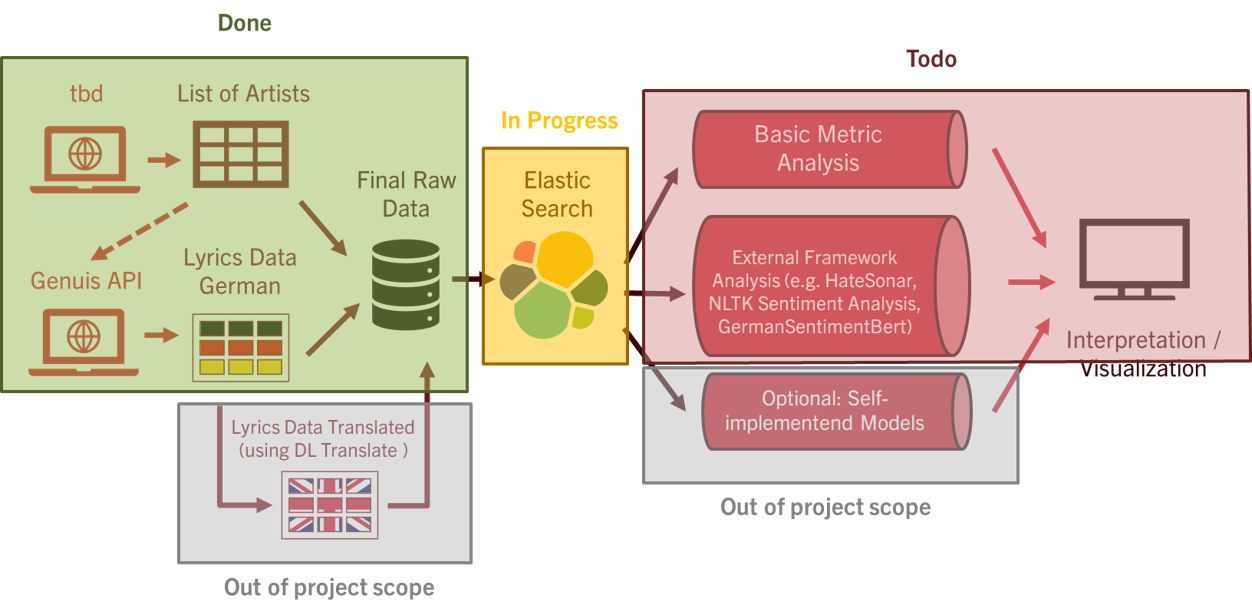 Done
tbd
List of Artists
Final Raw
Data
Genuis API
Lyrics Data
German
Lyrics Data Translated
(using DL Translate )
Out of project scope
In Progress
Elastic
Search
Todo
Basic Metric
Analysis
External Framework
Analysis (e.g. HateSonar,
NLTK Sentiment Analysis,
GermanSentimentBert)
Optional: Self-
implementend Models
Out of project scope
Interpretation /
Visualization